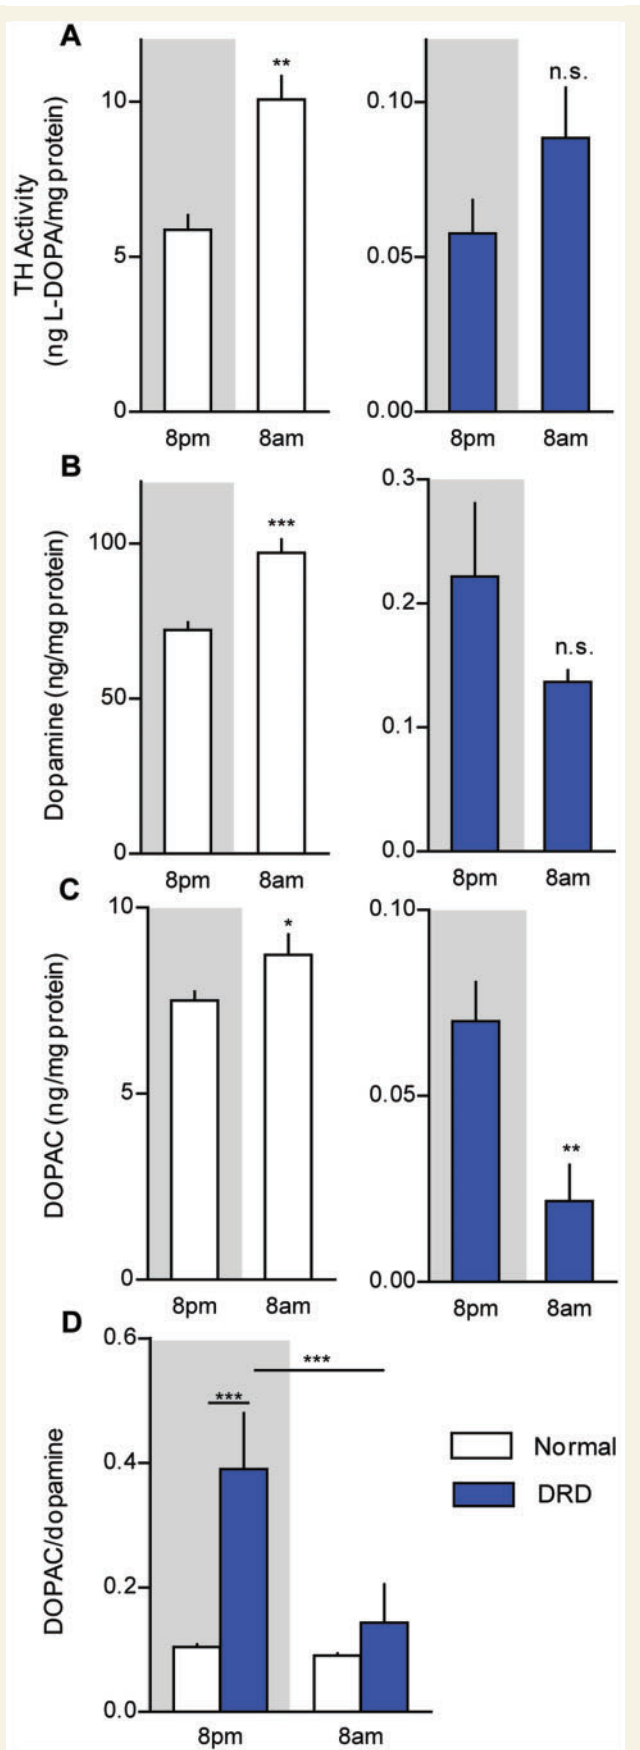 A
TH Activity
(ng L-DOPA/mg protein)
10
5
0
**
8pm 8am
0.10
0.05
0.00
n.s.
8pm 8am
B
Dopamine (ng/mg protein)
100
50
0
***
8pm 8am
0.3
0.2
0.1
0.0
n.s.
8pm 8am
C
DOPAC (ng/mg protein)
10
5
0
*
8pm 8am
0.10
0.05
0.00
**
8pm 8am
D
DOPAC/dopamine
0.6
0.4
0.2
0.0
***
***
8pm 8am
Normal
DRD